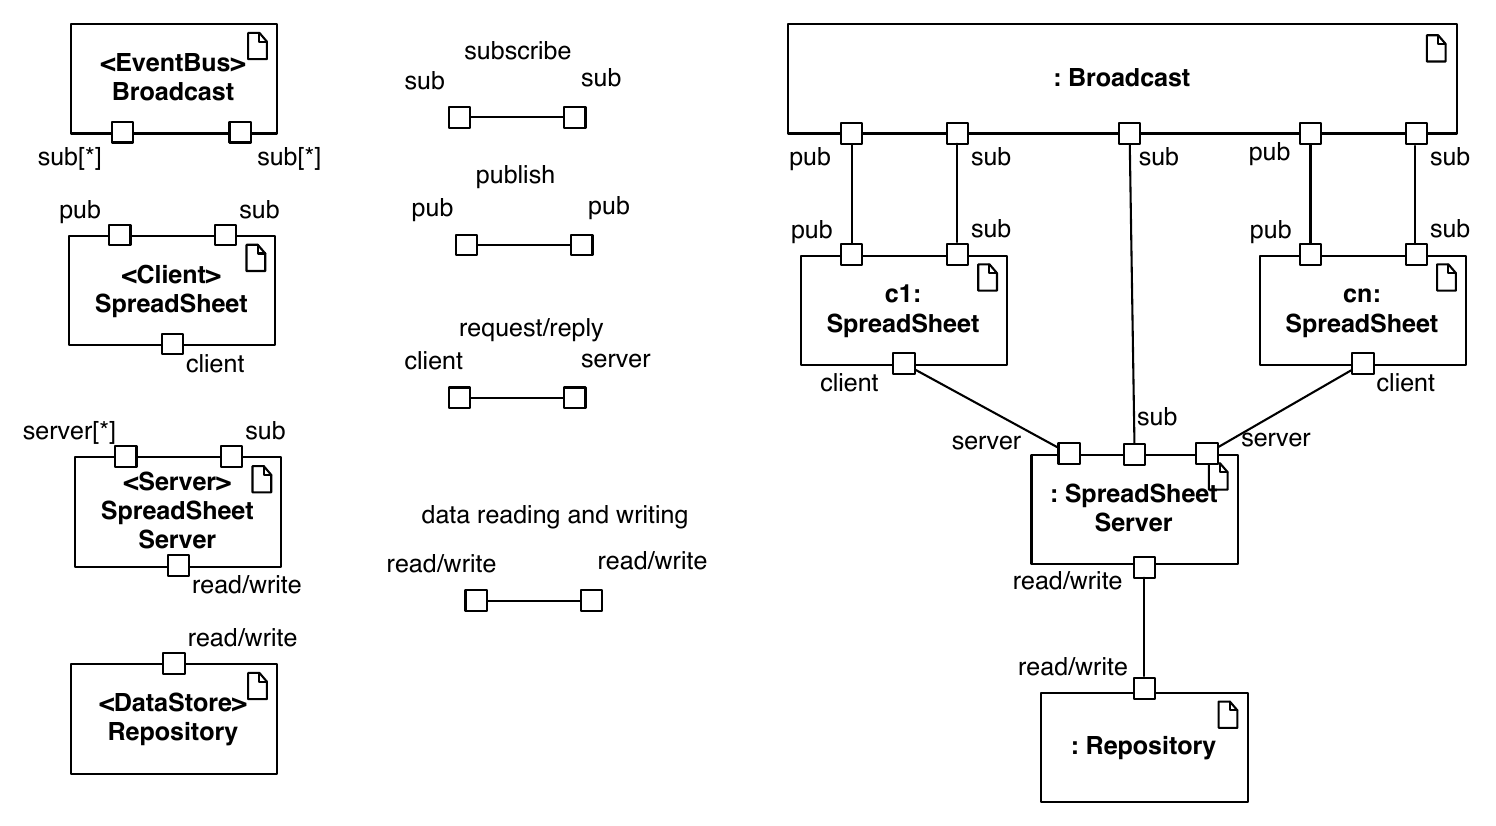 <EventBus>
Broadcast
sub[*]
sub[*]
pub
sub
<Client>
SpreadSheet
client
server[*]
sub
<Server>
SpreadSheet
Server
read/write
read/write
<DataStore>
Repository
subscribe
sub
sub
publish
pub
pub
request/reply
client
server
data reading and writing
read/write
read/write
: Broadcast
pub
sub
sub
pub
sub
pub
sub
pub
sub
c1:
SpreadSheet
cn:
SpreadSheet
client
client
sub
server
server
: SpreadSheet
Server
read/write
read/write
: Repository